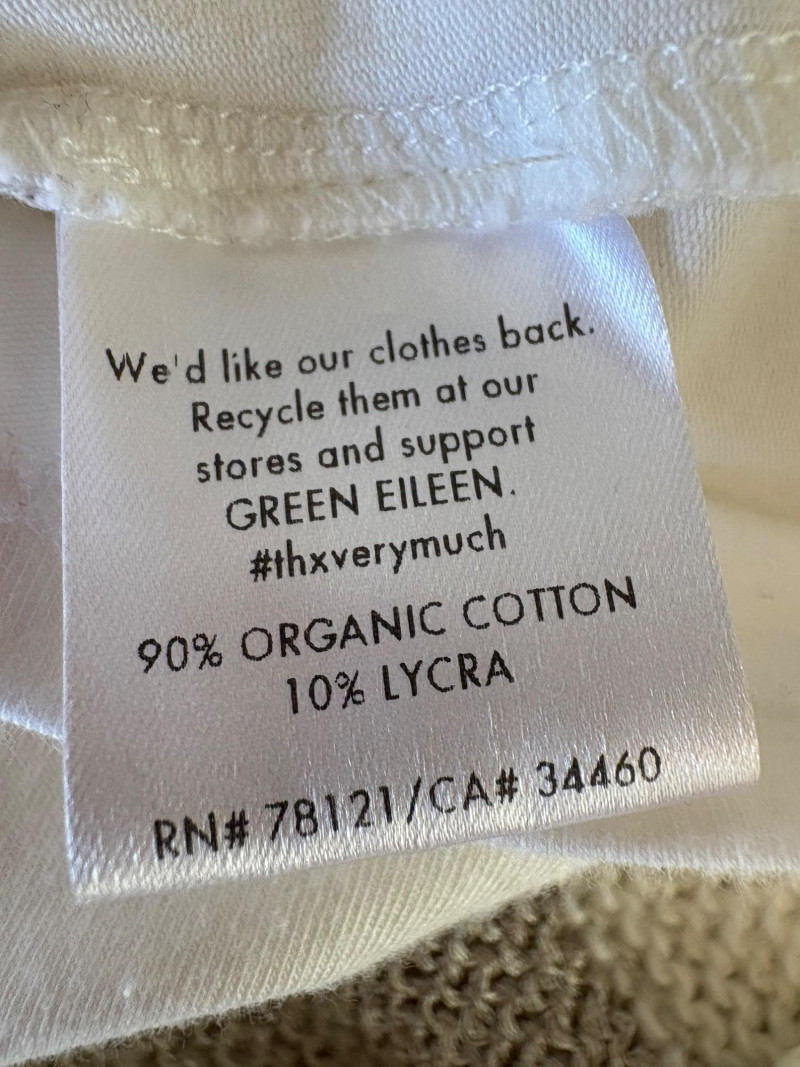 We'd like our clothes back.
Recycle them at our
stores and support
GREEN EILEEN.
#thxverymuch
90% ORGANIC COTTON
10% LYCRA
RN# 78121/CA# 34460